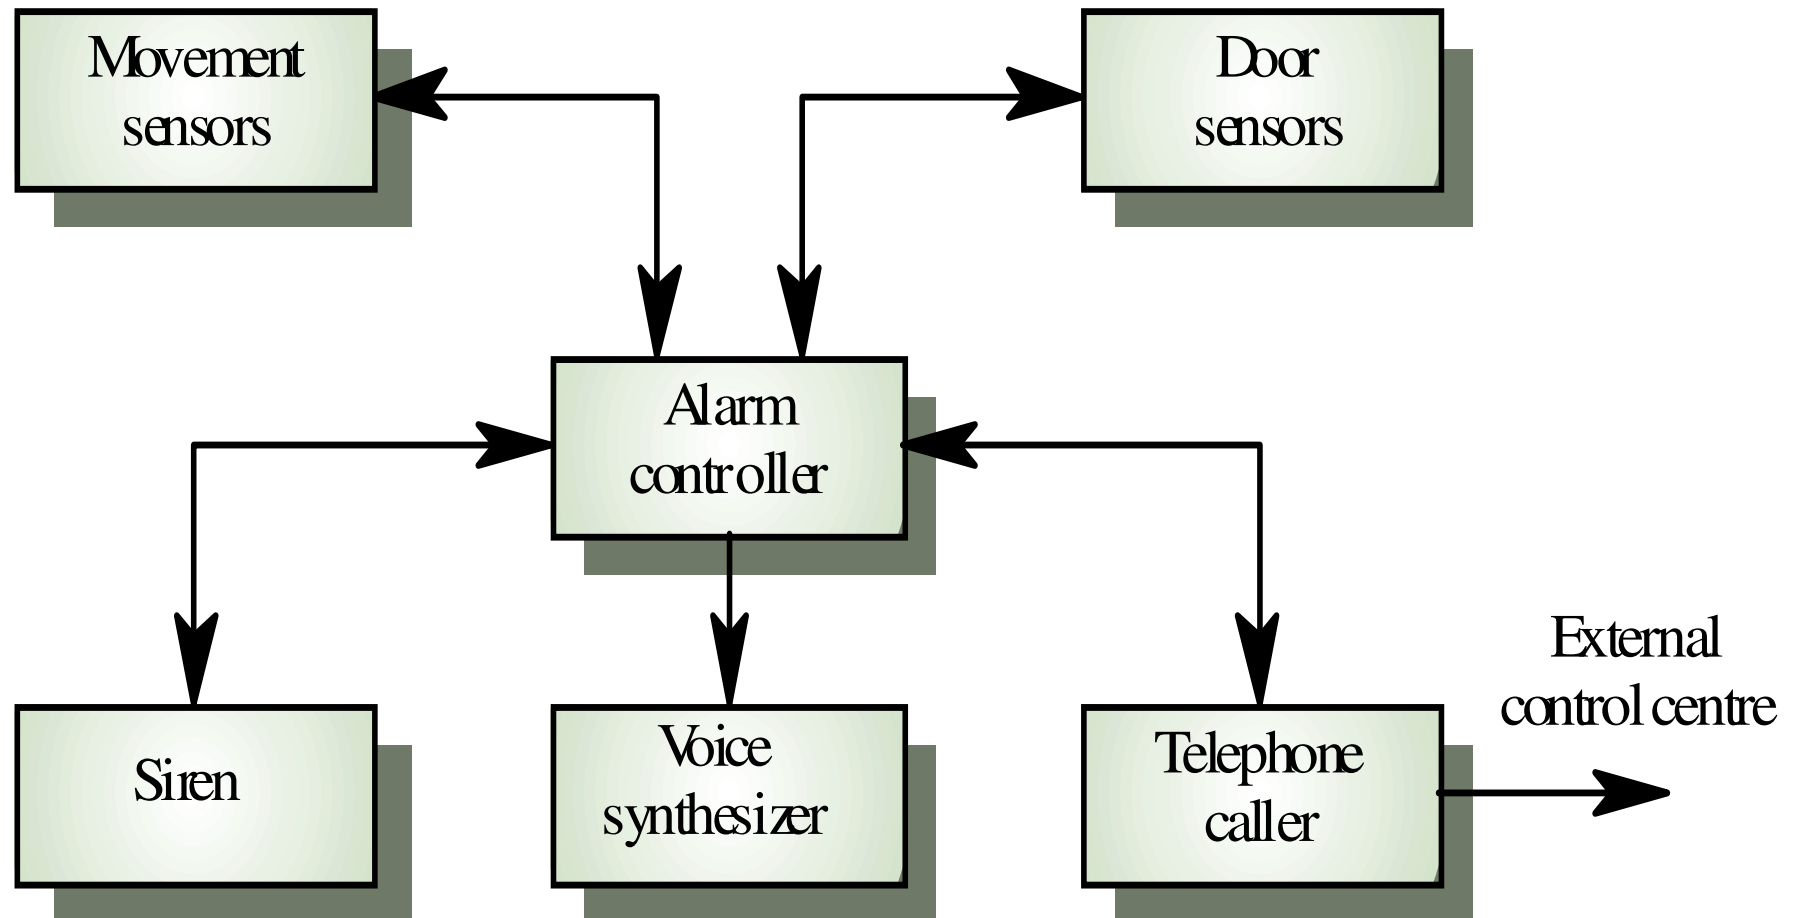 Movement
sensors
Door
sensors
Alarm
controller
Siren
Voice
synthesizer
Telephone
caller
External
control centre